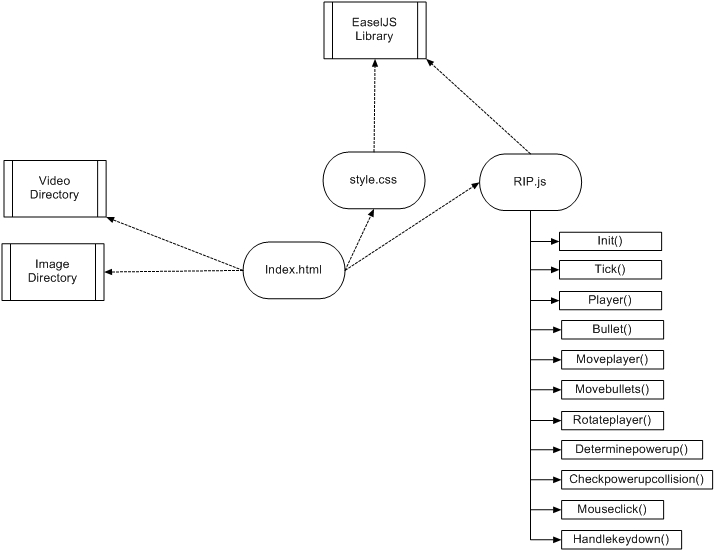 EaselJS
Library
Video
Directory
style.css
RIP.js
Image
Directory
Index.html
Init()
Tick()
Player()
Bullet()
Moveplayer()
Movebullets()
Rotateplayer()
Determinepowerup()
Checkpowerupcollision()
Mouseclick()
Handlekeydown()